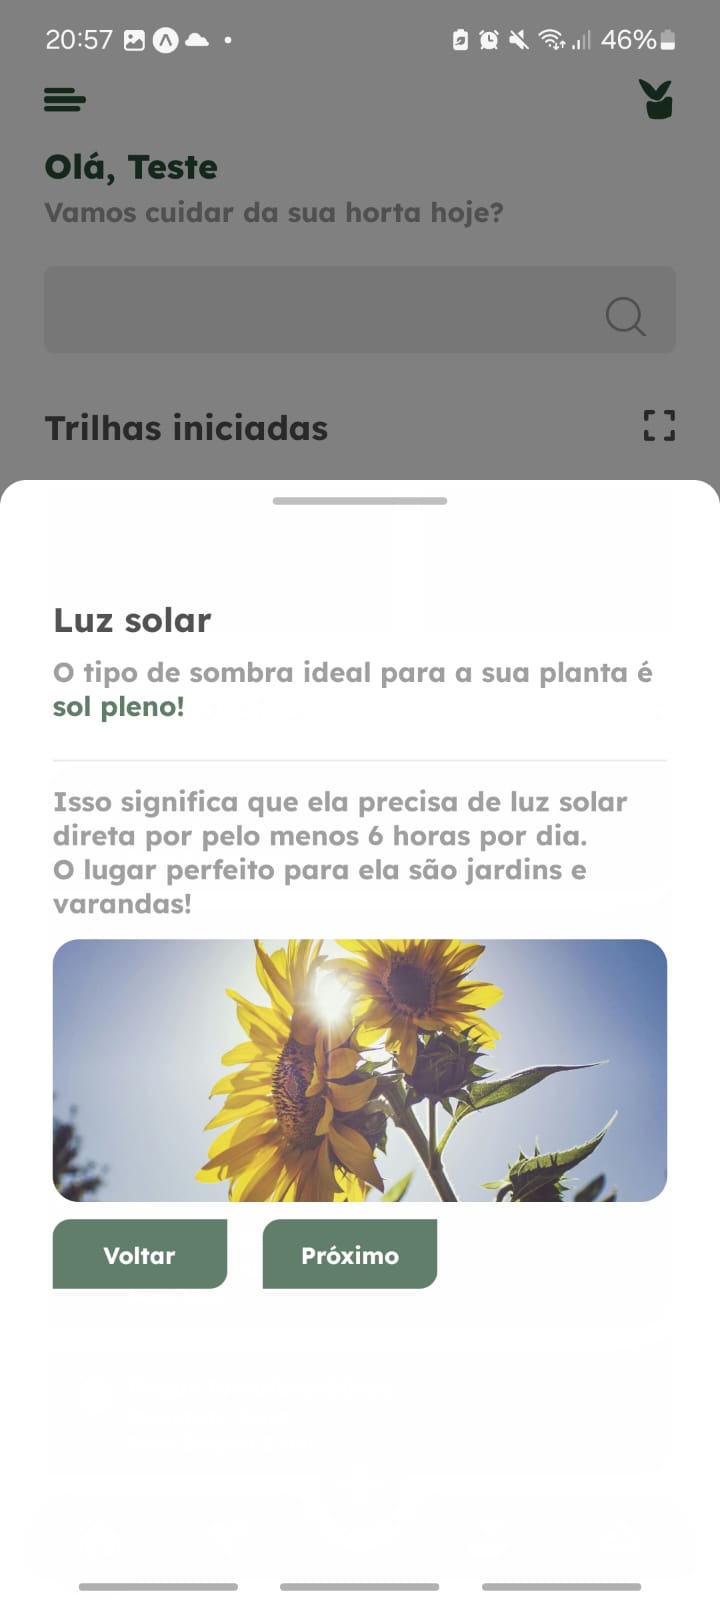 20:57
46%
Olá, Teste
Vamos cuidar da sua horta hoje?
Trilhas iniciadas
Luz solar
O tipo de sombra ideal para a sua planta é
sol pleno!
Isso significa que ela precisa de luz solar
direta por pelo menos 6 horas por dia.
O lugar perfeito para ela são jardins e
varandas!
Voltar
Próximo